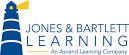 JONES & BARTLETT
LEARNING
An Ascend Learning Company